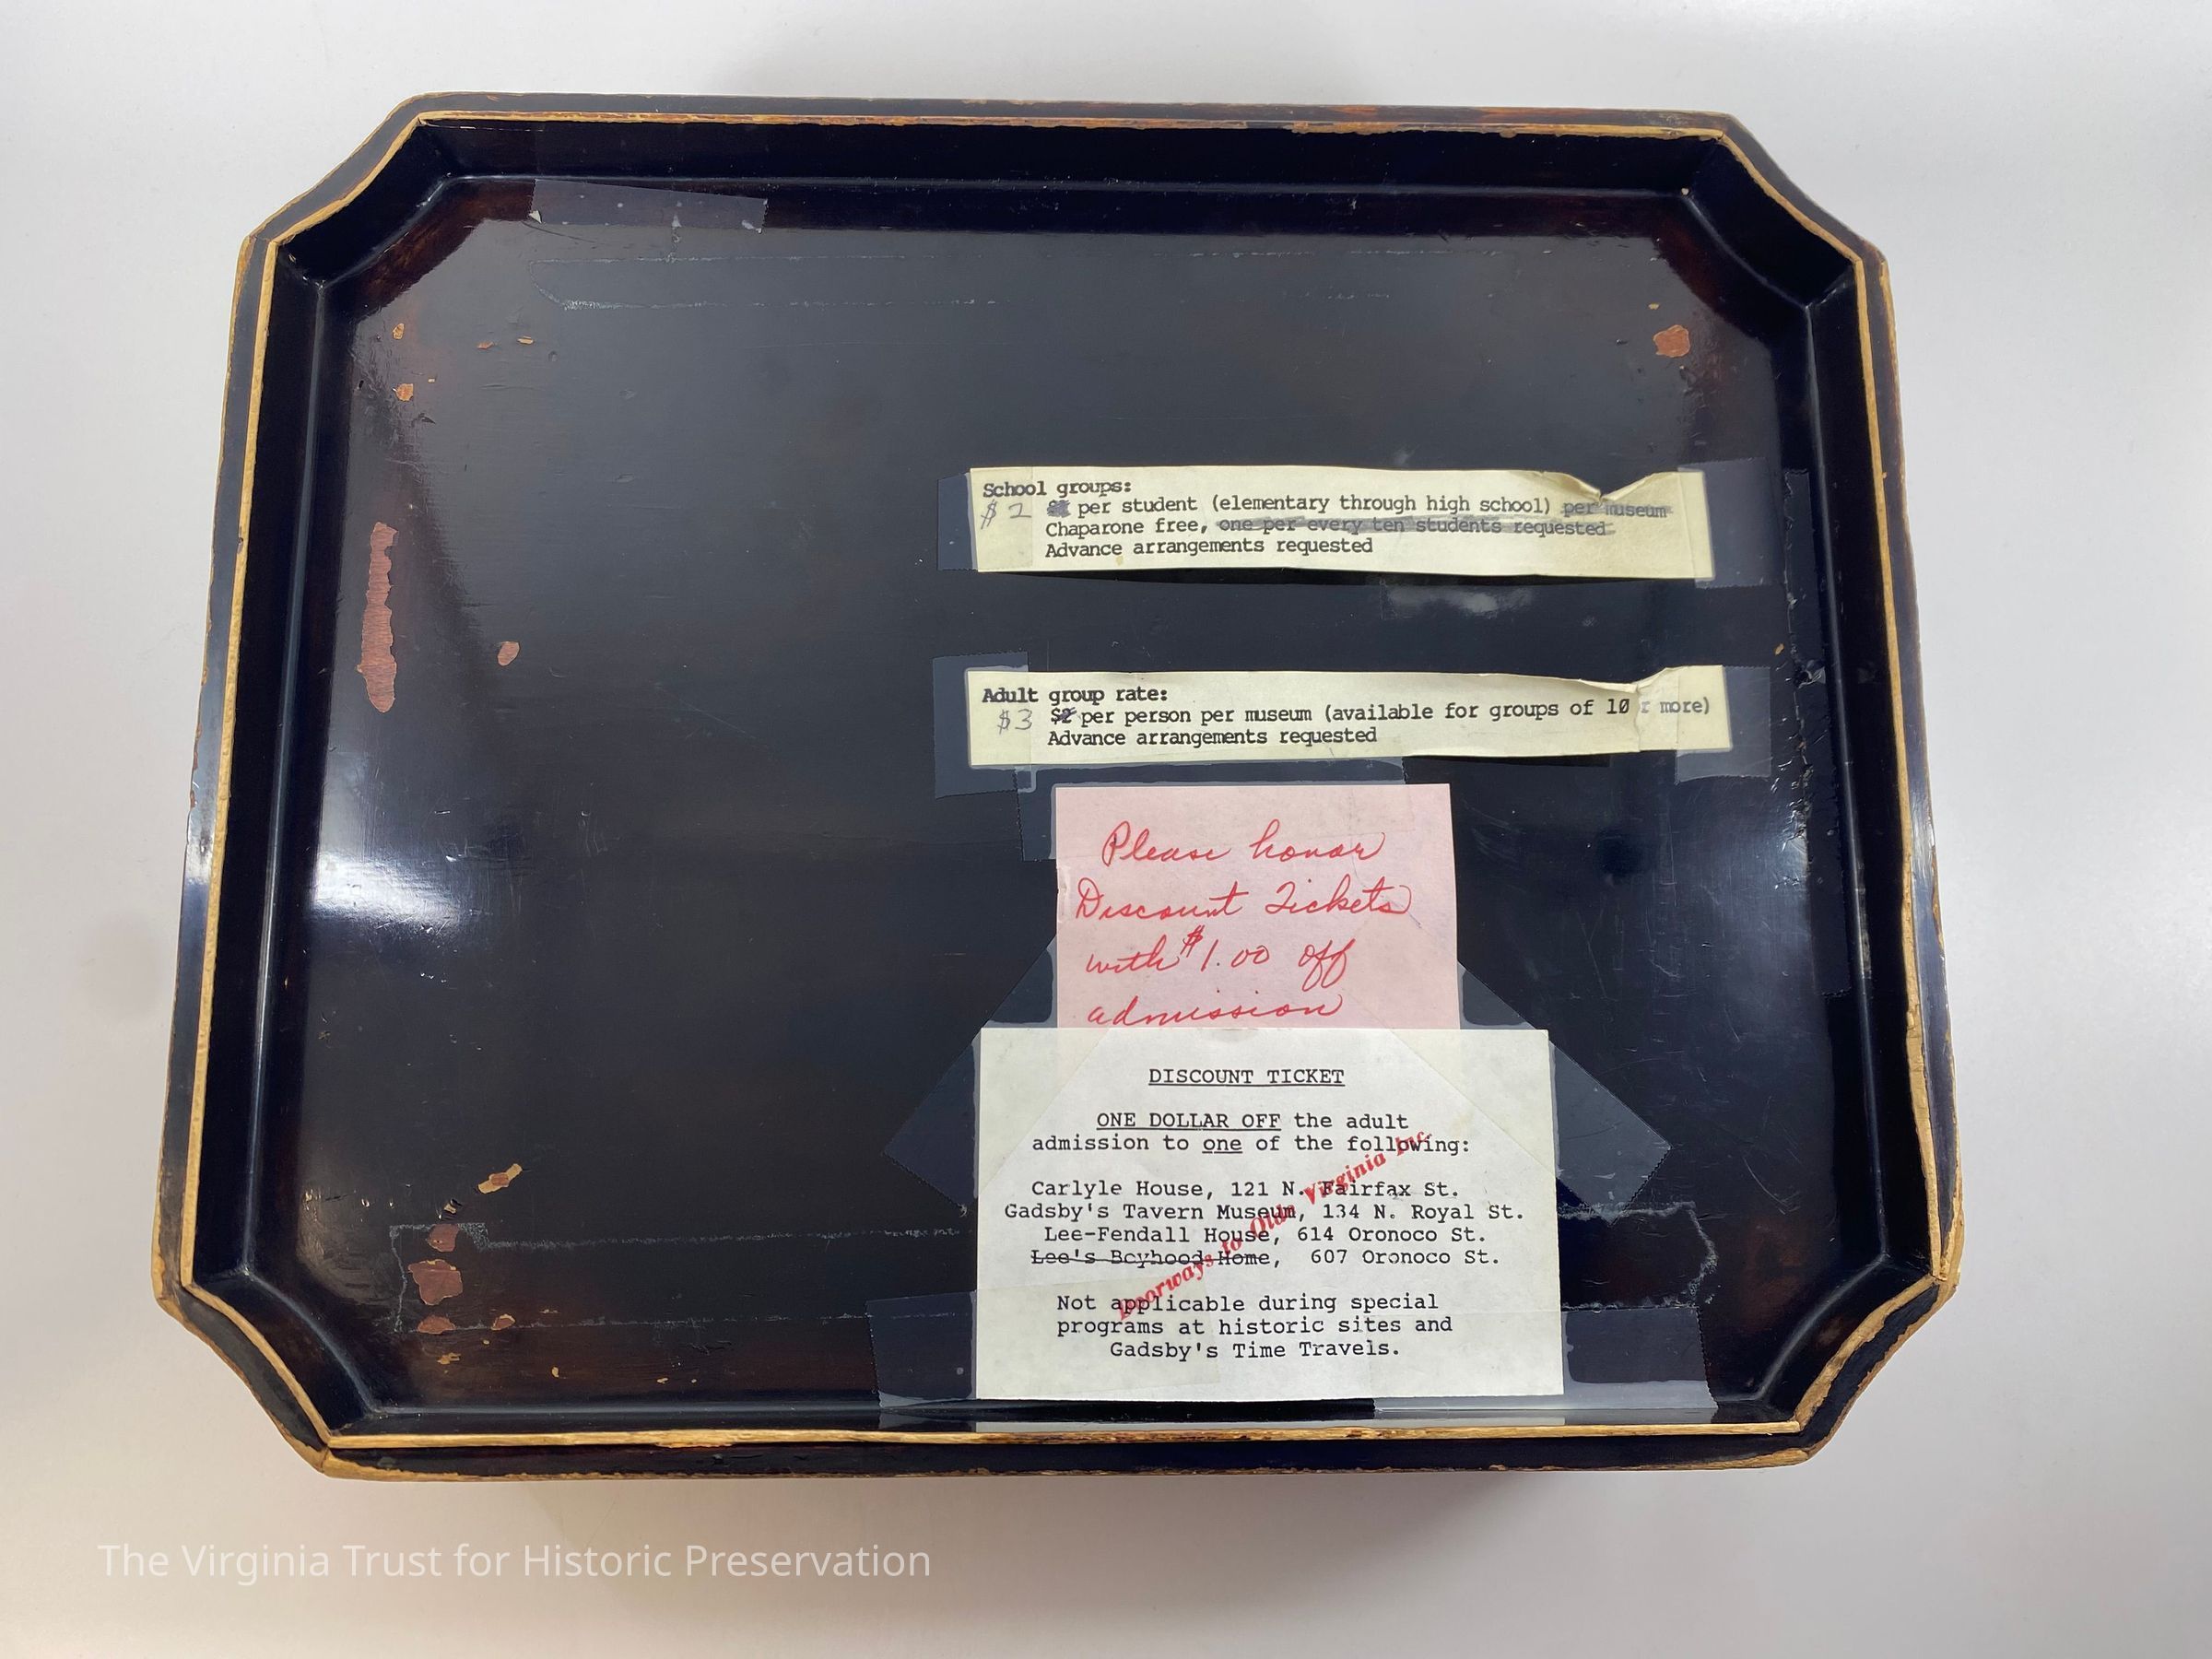 School groups:
$2 per student (elementary through high school) per museum
Chaparone free, one per every ten students requested
Advance arrangements requested
Adult group rate:
$3 $2 per person per museum (available for groups of 10 r more)
Advance arrangements requested
Please honor
Discount Tickets
with $1.00 off
admission
DISCOUNT TICKET
ONE DOLLAR OFF the adult
admission to one of the following:
Carlyle House, 121 N. Fairfax St.
Gadsby's Tavern Museum, 134 N. Royal St.
Lee-Fendall House, 614 Oronoco St.
Lee's Boyhood Home, 607 Oronoco St.
Not applicable during special
programs at historic sites and
Gadsby's Time Travels.
Doorways to Olde Virginia Inc.
The Virginia Trust for Historic Preservation